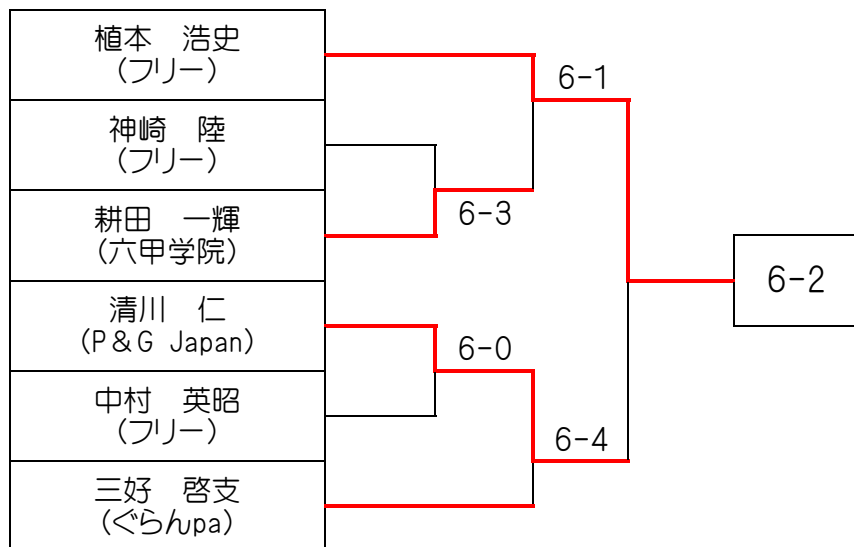 植本　浩史
(フリー)
神崎　陸
(フリー)
耕田　一輝
(六甲学院)
清川　仁
(P&G Japan)
中村　英昭
(フリー)
三好　啓支
(ぐらんpa)
6-1
6-3
6-0
6-4
6-2